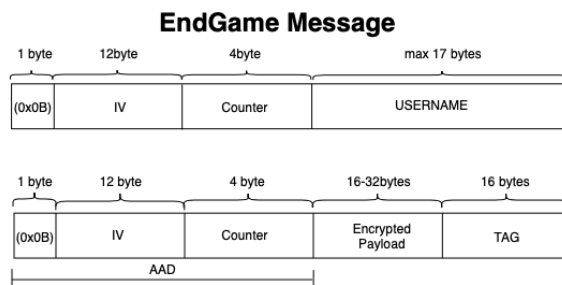 EndGame Message
1 byte 12byte 4byte max 17 bytes
(0x0B) IV Counter USERNAME
1 byte 12 byte 4 byte 16-32bytes 16 bytes
(0x0B) IV Counter Encrypted Payload TAG
AAD